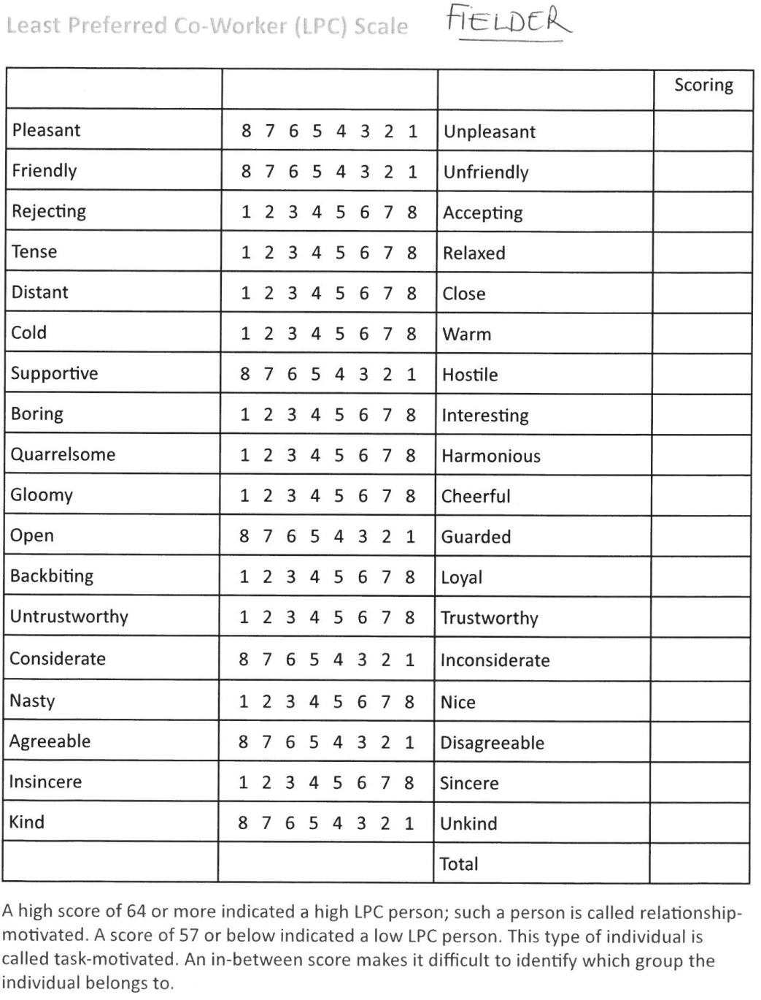 Least Preferred Co-Worker (LPC) Scale FIELDER
Scoring
Pleasant 8 7 6 5 4 3 2 1 Unpleasant
Friendly 8 7 6 5 4 3 2 1 Unfriendly
Rejecting 1 2 3 4 5 6 7 8 Accepting
Tense 1 2 3 4 5 6 7 8 Relaxed
Distant 1 2 3 4 5 6 7 8 Close
Cold 1 2 3 4 5 6 7 8 Warm
Supportive 8 7 6 5 4 3 2 1 Hostile
Boring 1 2 3 4 5 6 7 8 Interesting
Quarrelsome 1 2 3 4 5 6 7 8 Harmonious
Gloomy 1 2 3 4 5 6 7 8 Cheerful
Open 8 7 6 5 4 3 2 1 Guarded
Backbiting 1 2 3 4 5 6 7 8 Loyal
Untrustworthy 1 2 3 4 5 6 7 8 Trustworthy
Considerate 8 7 6 5 4 3 2 1 Inconsiderate
Nasty 1 2 3 4 5 6 7 8 Nice
Agreeable 8 7 6 5 4 3 2 1 Disagreeable
Insincere 1 2 3 4 5 6 7 8 Sincere
Kind 8 7 6 5 4 3 2 1 Unkind
Total
A high score of 64 or more indicated a high LPC person; such a person is called relationship-
motivated. A score of 57 or below indicated a low LPC person. This type of individual is
called task-motivated. An in-between score makes it difficult to identify which group the
individual belongs to.